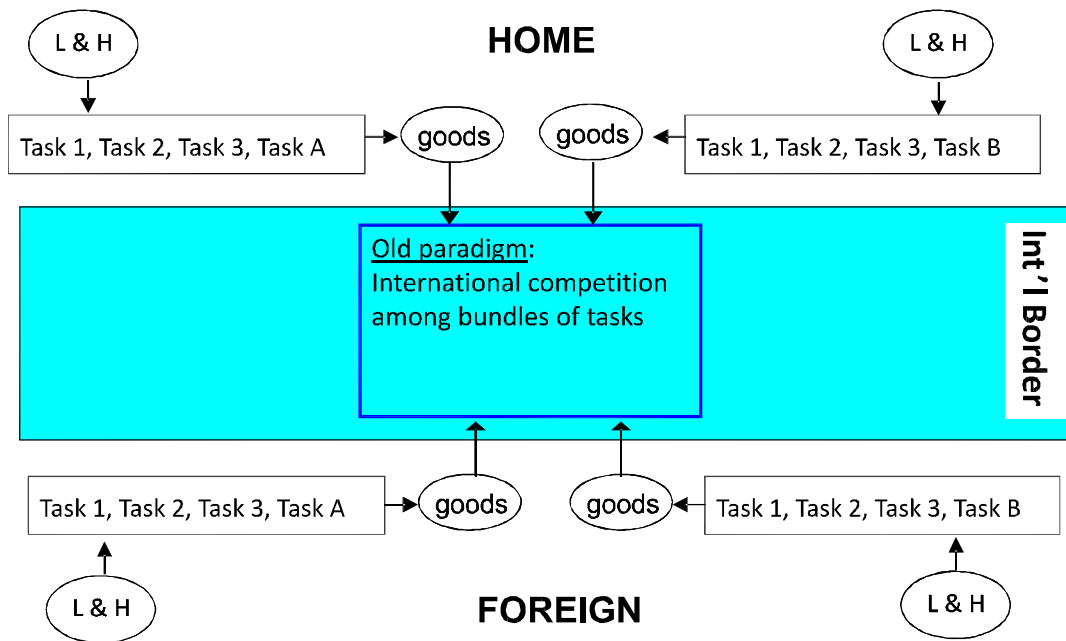 L & H
HOME
L & H
Task 1, Task 2, Task 3, Task A
goods
goods
Task 1, Task 2, Task 3, Task B
Old paradigm:
International competition
among bundles of tasks
Int'l Border
Task 1, Task 2, Task 3, Task A
goods
goods
Task 1, Task 2, Task 3, Task B
L & H
FOREIGN
L & H